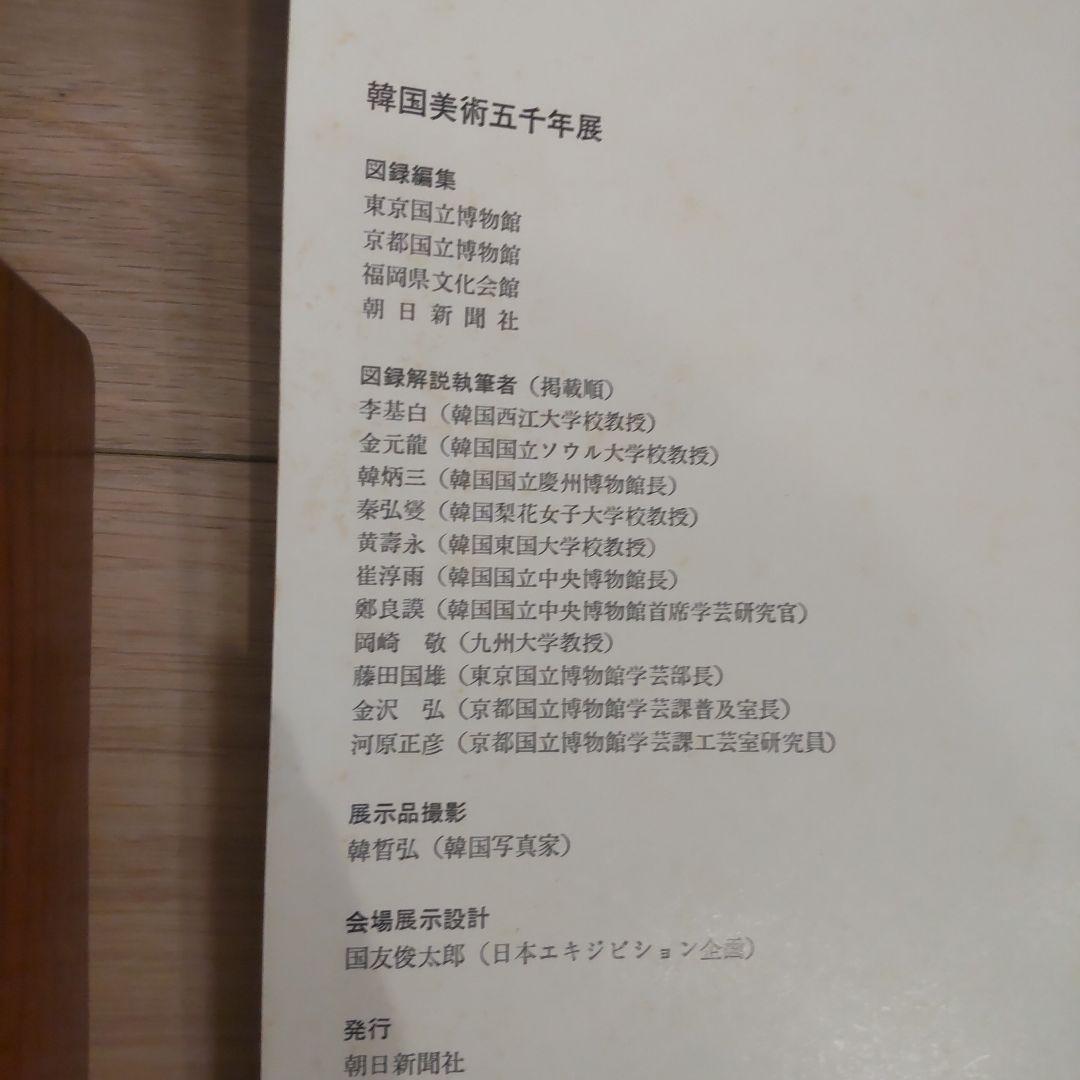 韓国美術五千年展
図録編集
東京国立博物館
京都国立博物館
福岡県文化会館
朝日新聞社
図録解説執筆者（掲載順）
李基白（韓国西江大学校教授）
金元龍（韓国国立ソウル大学校教授）
韓炳三（韓国国立慶州博物館長）
秦弘燮（韓国梨花女子大学校教授）
黄壽永（韓国東国大学校教授）
崔淳雨（韓国国立中央博物館長）
鄭良謨（韓国国立中央博物館首席学芸研究官）
岡崎　敬（九州大学教授）
藤田国雄（東京国立博物館学芸部長）
金沢　弘（京都国立博物館学芸課普及室長）
河原正彦（京都国立博物館学芸課工芸室研究員）
展示品撮影
韓晳弘（韓国写真家）
会場展示設計
国友俊太郎（日本エキジビション企画）
発行
朝日新聞社